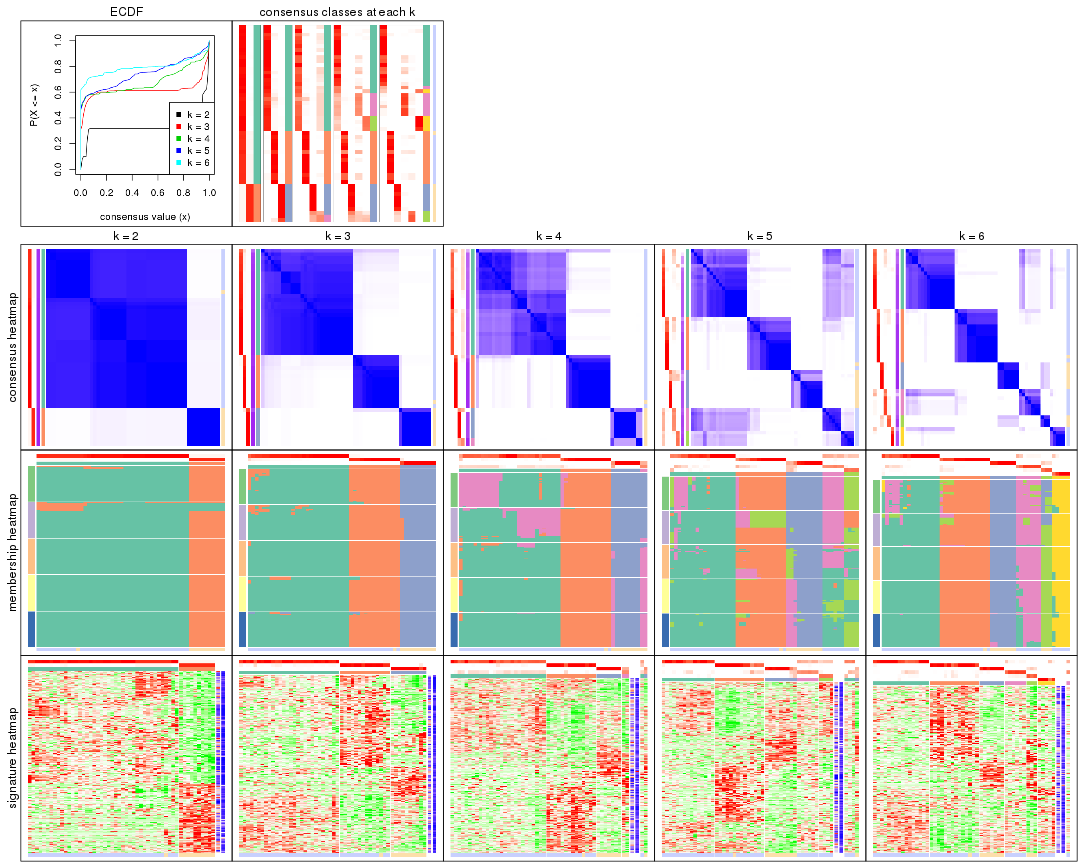 ECDF
consensus classes at each k
P(X <= x)
0.0 0.2 0.4 0.6 0.8 1.0
k = 2
k = 3
k = 4
k = 5
k = 6
0.0 0.2 0.4 0.6 0.8 1.0
consensus value (x)
k = 2
k = 3
k = 4
k = 5
k = 6
consensus heatmap
membership heatmap
signature heatmap